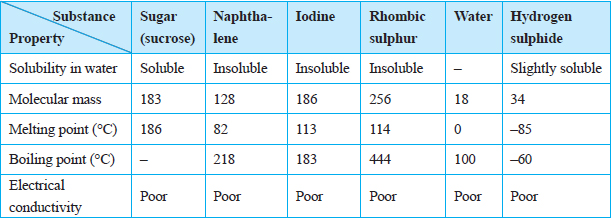 Substance Sugar Naphtha- Iodine Rhombic Water Hydrogen
Property (sucrose) lene sulphur sulphide
Solubility in water Soluble Insoluble Insoluble Insoluble – Slightly soluble
Molecular mass 183 128 186 256 18 34
Melting point (°C) 186 82 113 114 0 –85
Boiling point (°C) – 218 183 444 100 –60
Electrical
conductivity Poor Poor Poor Poor Poor Poor